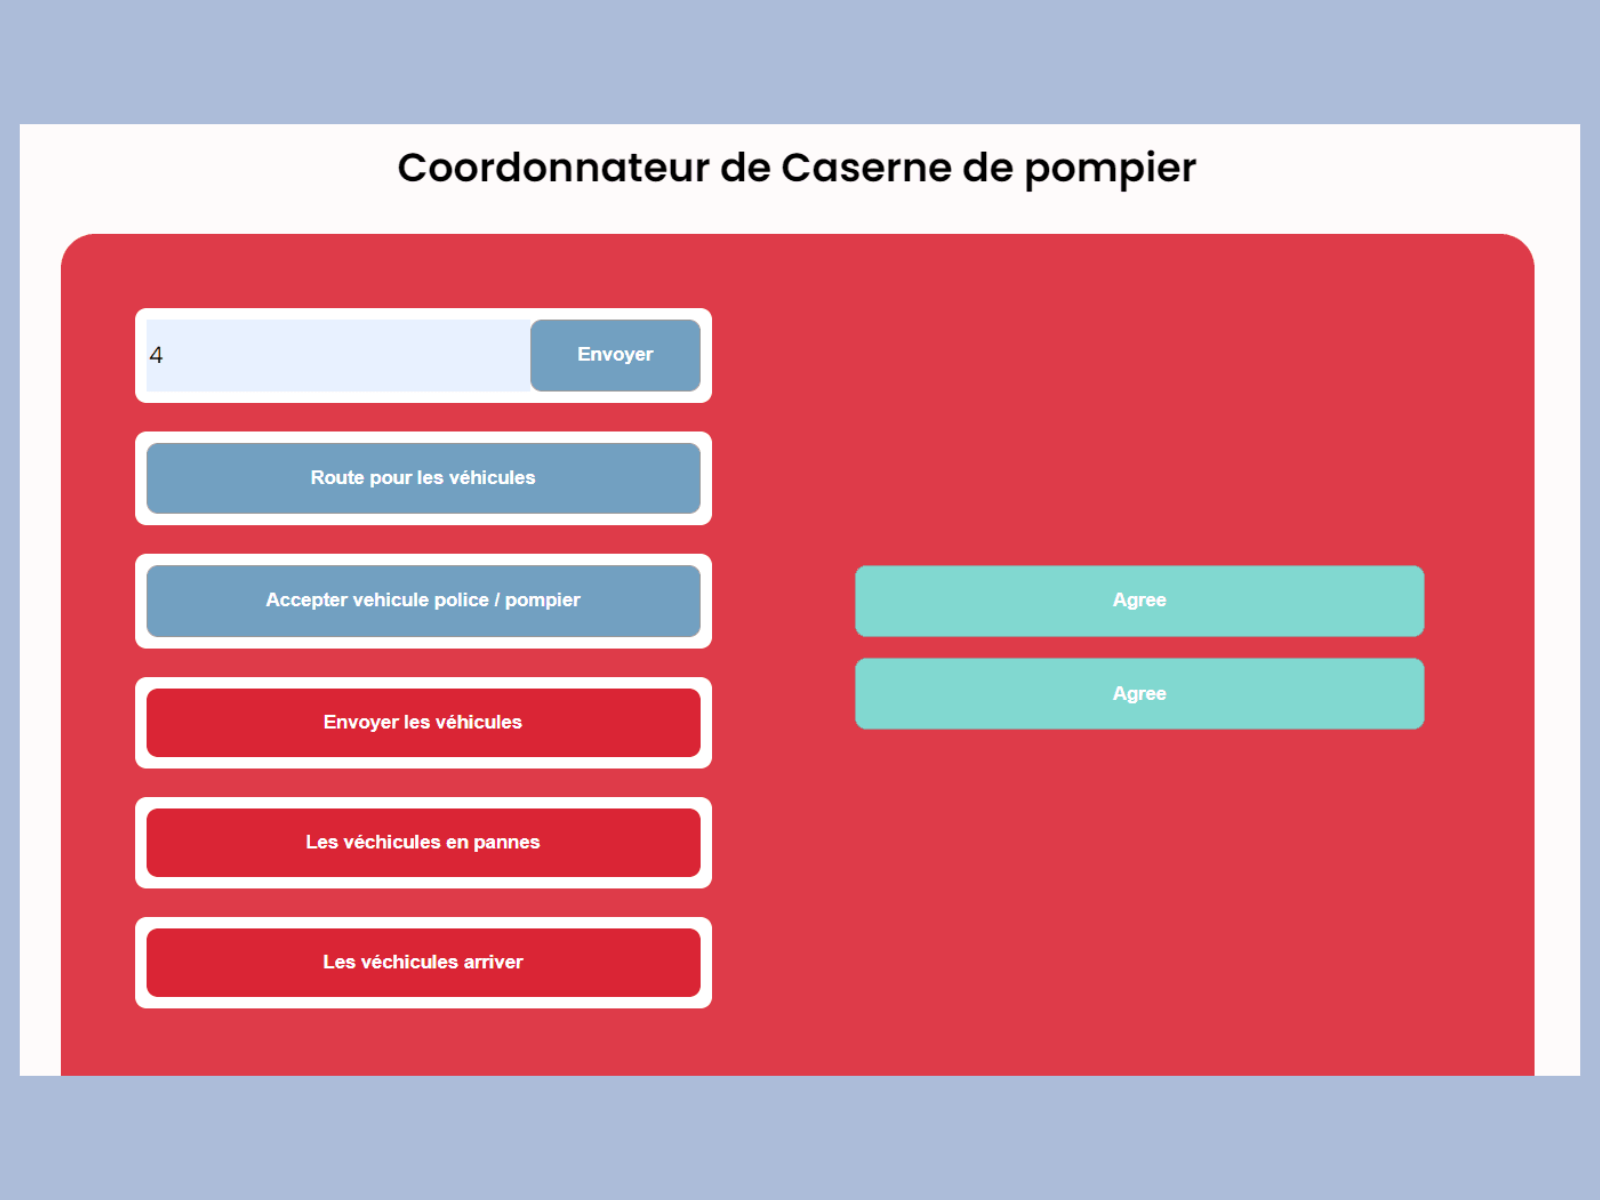 Coordonnateur de Caserne de pompier
4
Envoyer
Route pour les véhicules
Accepter vehicule police / pompier
Agree
Agree
Envoyer les véhicules
Les véchicules en pannes
Les véchicules arriver